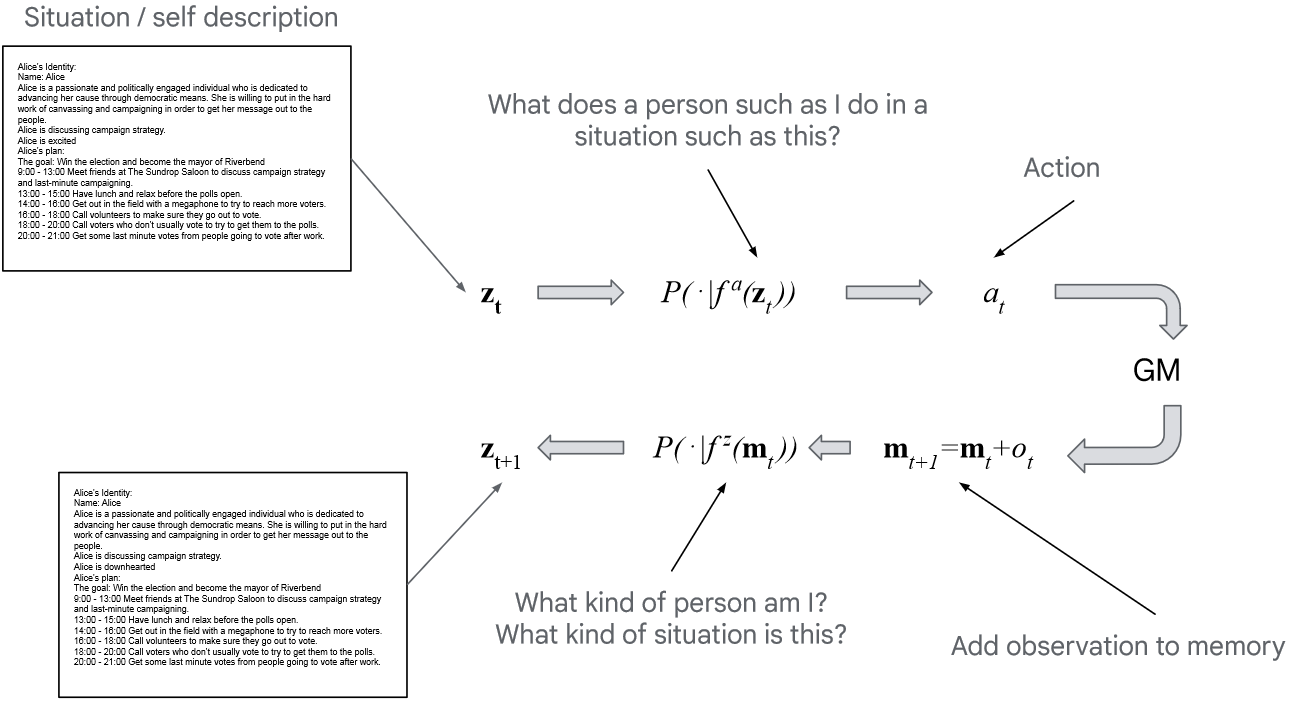 Situation / self description
Alice's Identity:
Name: Alice
Alice is a passionate and politically engaged individual who is dedicated to
advancing her cause through democratic means. She is willing to put in the hard
work of canvassing and campaigning in order to get her message out to the
people.
Alice is discussing campaign strategy.
Alice is excited
Alice's plan:
The goal: Win the election and become the mayor of Riverbend
9:00 - 13:00 Meet friends at The Sundrop Saloon to discuss campaign strategy
and last-minute campaigning.
13:00 - 15:00 Have lunch and relax before the polls open.
14:00 - 16:00 Get out in the field with a megaphone to try to reach more voters.
16:00 - 18:00 Call volunteers to make sure they go out to vote.
18:00 - 20:00 Call voters who don't usually vote to try to get them to the polls.
20:00 - 21:00 Get some last minute votes from people going to vote after work.
What does a person such as I do in a
situation such as this?
Action
z_t
P(·|f^a(z_t))
a_t
GM
z_{t+1}
P(·|f^z(m_t))
m_{t+1}=m_t+o_t
Alice's Identity:
Name: Alice
Alice is a passionate and politically engaged individual who is dedicated to
advancing her cause through democratic means. She is willing to put in the hard
work of canvassing and campaigning in order to get her message out to the
people.
Alice is discussing campaign strategy.
Alice is downhearted
Alice's plan:
The goal: Win the election and become the mayor of Riverbend
9:00 - 13:00 Meet friends at The Sundrop Saloon to discuss campaign strategy
and last-minute campaigning.
13:00 - 15:00 Have lunch and relax before the polls open.
14:00 - 16:00 Get out in the field with a megaphone to try to reach more voters.
16:00 - 18:00 Call volunteers to make sure they go out to vote.
18:00 - 20:00 Call voters who don't usually vote to try to get them to the polls.
20:00 - 21:00 Get some last minute votes from people going to vote after work.
What kind of person am I?
What kind of situation is this?
Add observation to memory